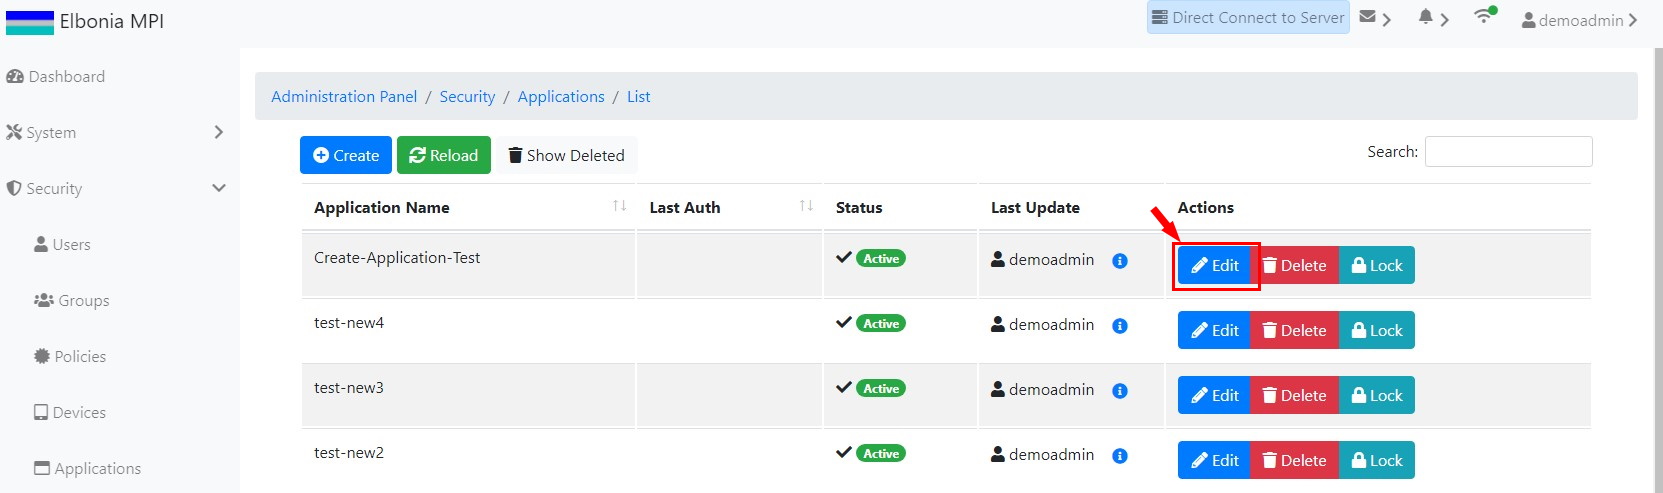 Elbonia MPI
Direct Connect to Server
demoadmin
Dashboard
System
Security
Users
Groups
Policies
Devices
Applications
Administration Panel / Security / Applications / List
Create Reload Show Deleted Search:
Application Name Last Auth Status Last Update Actions
Create-Application-Test Active demoadmin Edit Delete Lock
test-new4 Active demoadmin Edit Delete Lock
test-new3 Active demoadmin Edit Delete Lock
test-new2 Active demoadmin Edit Delete Lock